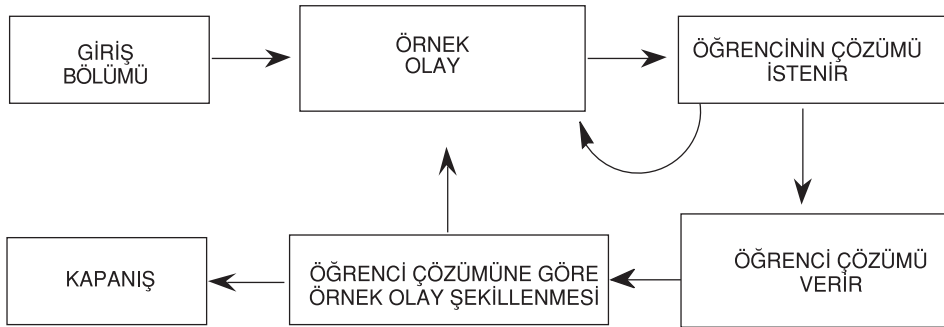 GİRİŞ
BÖLÜMÜ
ÖRNEK
OLAY
ÖĞRENCİNİN ÇÖZÜMÜ
İSTENİR
ÖĞRENCİ ÇÖZÜMÜ
VERİR
ÖĞRENCİ ÇÖZÜMÜNE GÖRE
ÖRNEK OLAY ŞEKİLLENMESİ
KAPANIŞ